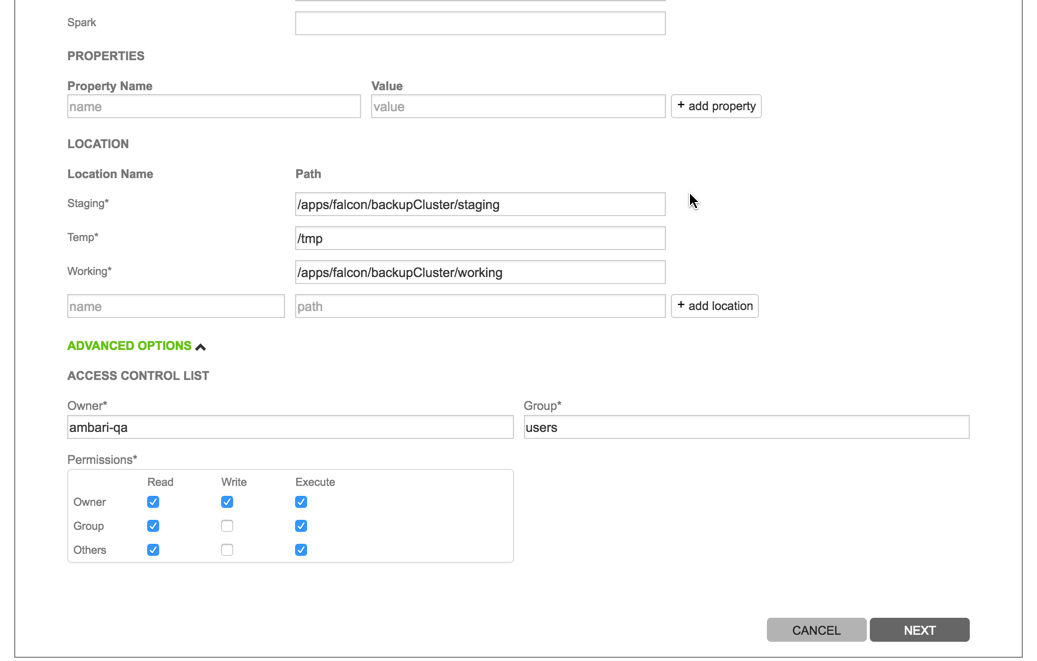 Spark
PROPERTIES
Property Name Value
name value + add property
LOCATION
Location Name Path
Staging* /apps/falcon/backupCluster/staging
Temp* /tmp
Working* /apps/falcon/backupCluster/working
name path + add location
ADVANCED OPTIONS
ACCESS CONTROL LIST
Owner* Group*
ambari-qa users
Permissions*
Read Write Execute
Owner
Group
Others
CANCEL NEXT